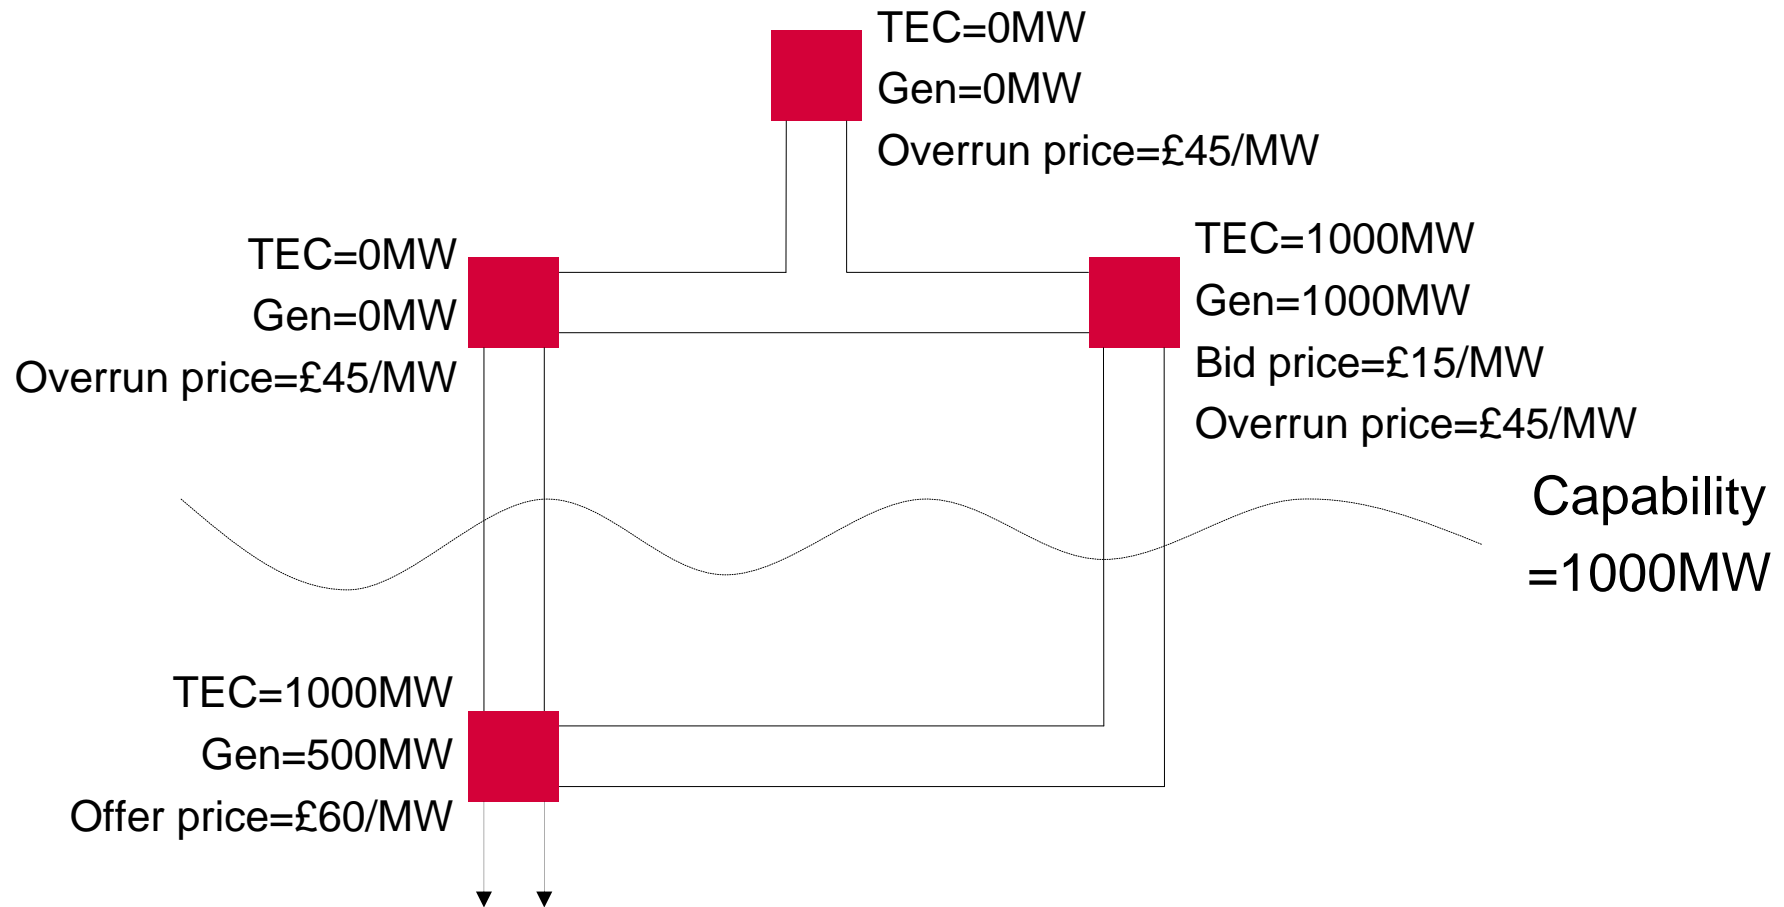 TEC=0MW
Gen=0MW
Overrun price=£45/MW
TEC=0MW
Gen=0MW
Overrun price=£45/MW
TEC=1000MW
Gen=1000MW
Bid price=£15/MW
Overrun price=£45/MW
Capability
=1000MW
TEC=1000MW
Gen=500MW
Offer price=£60/MW